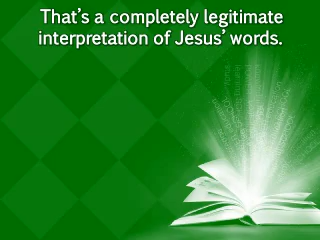 That’s a completely legitimate
interpretation of Jesus’ words.